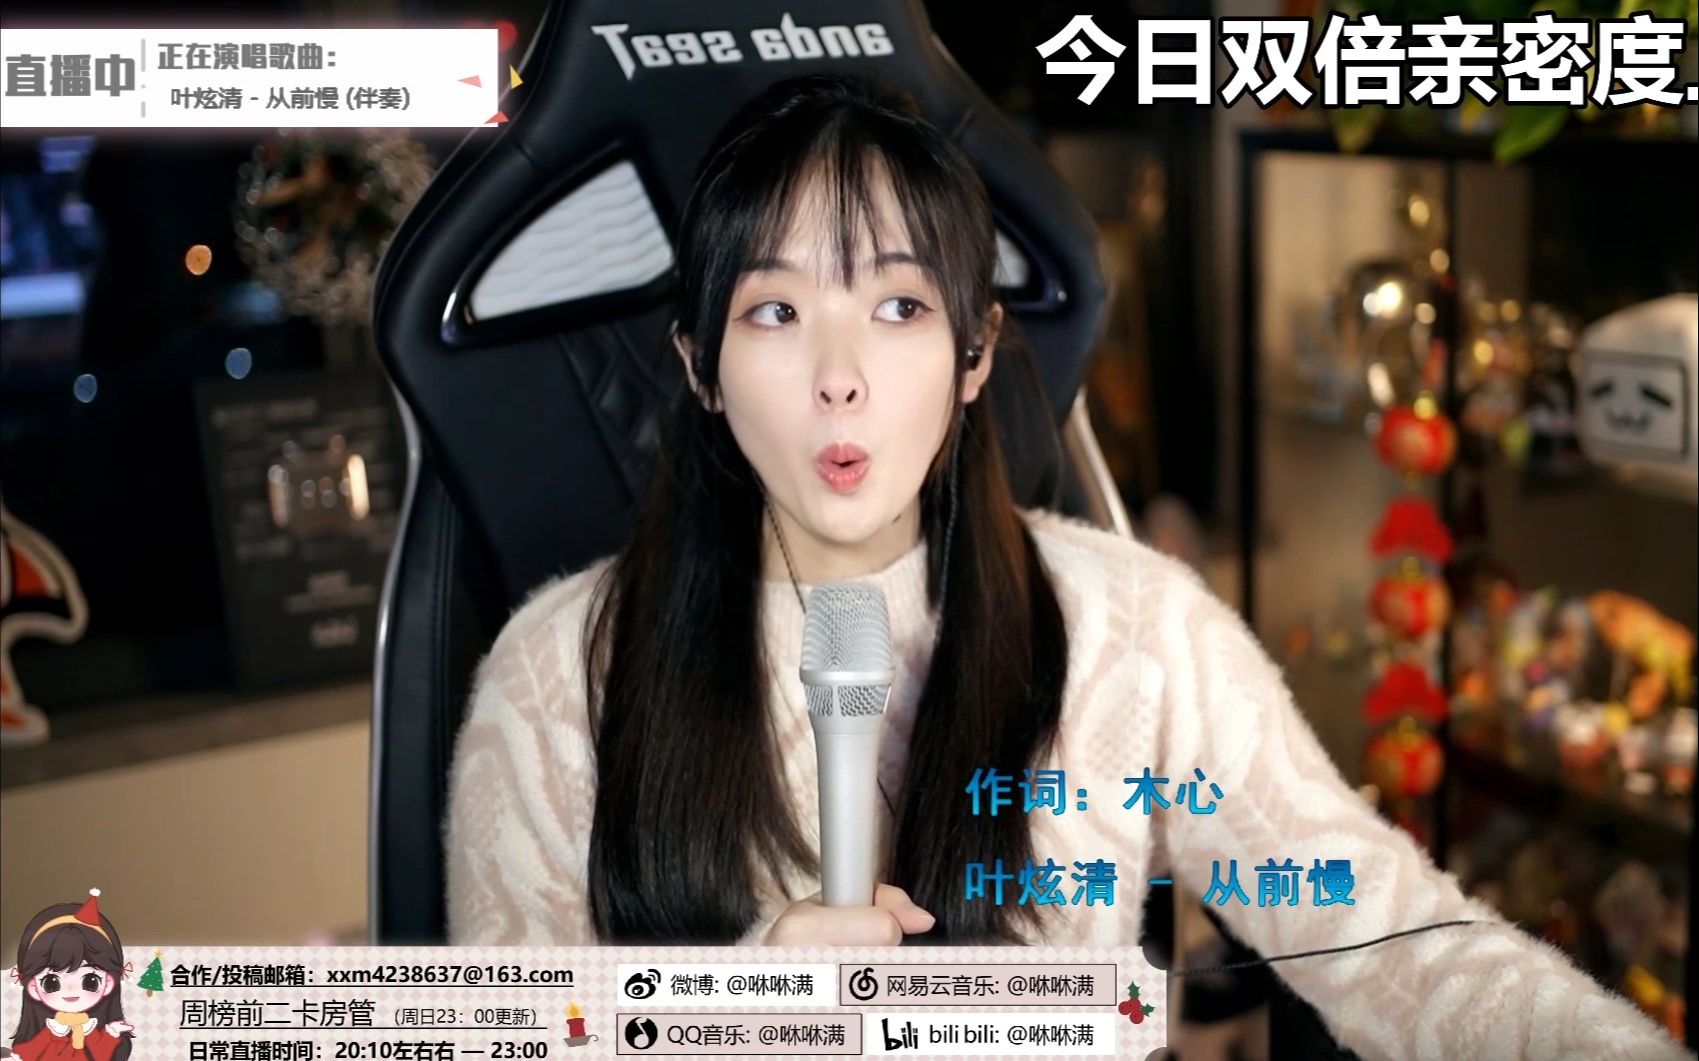 今日双倍亲密度
直播中
正在演唱歌曲：
叶炫清 - 从前慢 (伴奏)
anda seat
作词：木心
叶炫清 - 从前慢
合作/投稿邮箱：xxm4238637@163.com
周榜前二卡房管 （周日23：00更新）
日常直播时间：20:10左右右 — 23:00
微博: @咻咻满
网易云音乐: @咻咻满
QQ音乐: @咻咻满
bili bili bili: @咻咻满